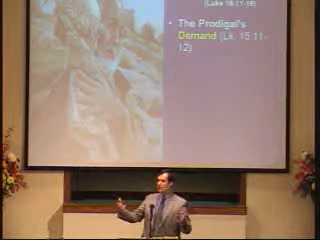 (Luke 15:17-19)
• The Prodigal's
Demand (Lk. 15:11-
12)